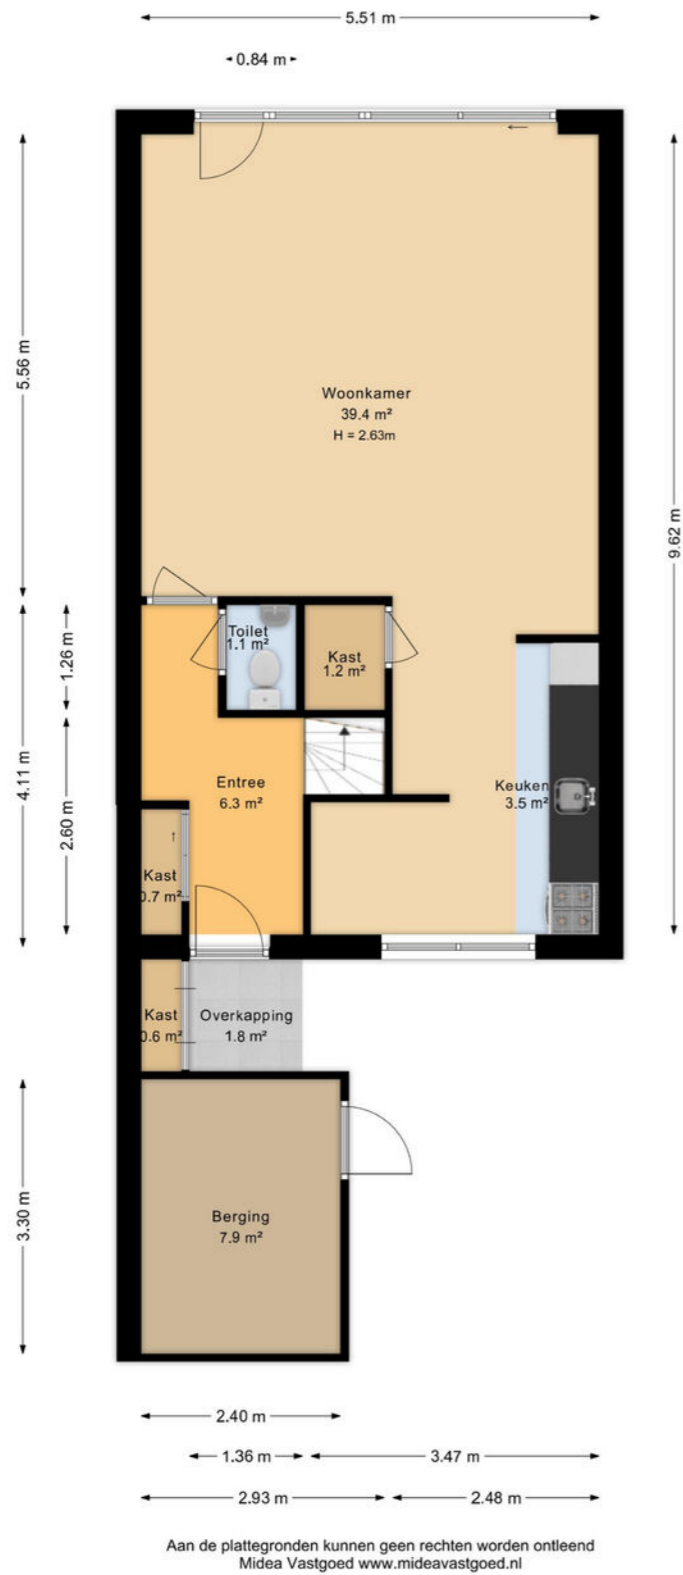 5.51 m
0.84 m
5.56 m
9.62 m
Woonkamer
39.4 m²
H = 2.63m
4.11 m
1.26 m
2.60 m
Toilet
1.1 m²
Kast
1.2 m²
Entree
6.3 m²
Keuken
3.5 m²
Kast
0.7 m²
Kast
0.6 m²
Overkapping
1.8 m²
3.30 m
Berging
7.9 m²
2.40 m
1.36 m
3.47 m
2.93 m
2.48 m
Aan de plattegronden kunnen geen rechten worden ontleend
Midea Vastgoed www.mideavastgoed.nl